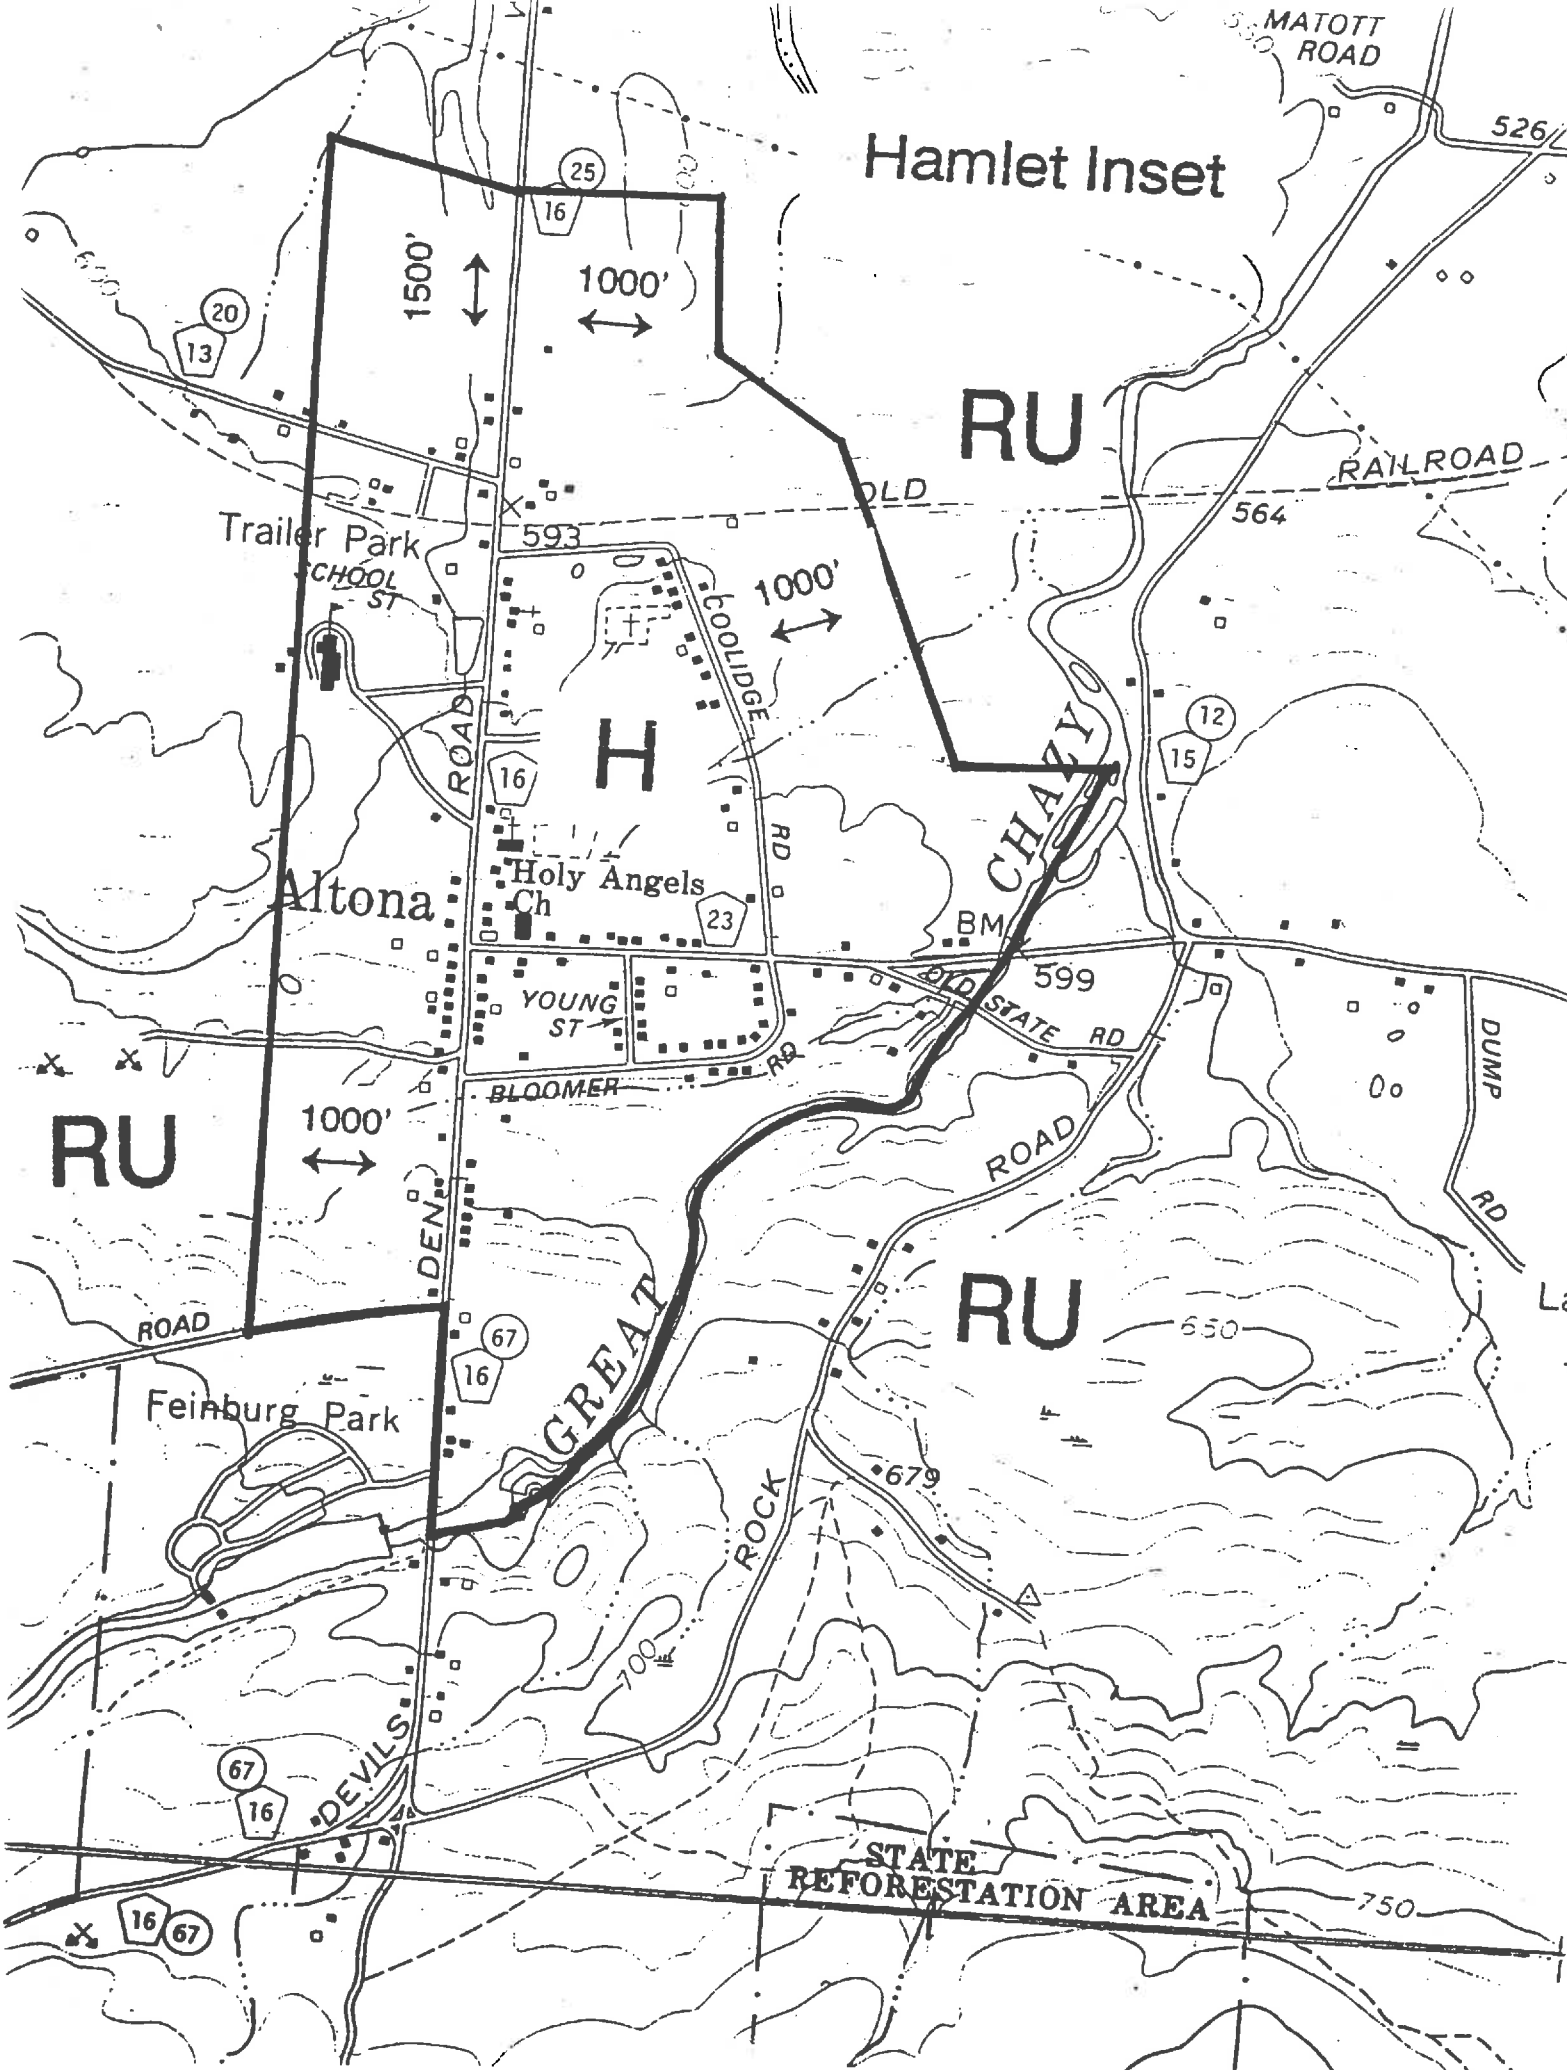 MATOTT
ROAD
650
526
Hamlet Inset
25
16
1500'
1000'
20
13
RU
RAILROAD
OLD
564
593
Trailer Park
SCHOOL
ST
1000'
COOLIDGE
RD
12
15
H
ROAD
16
CHAZY
Altona
Holy Angels
Ch
23
BM
599
OLD STATE RD
YOUNG
ST
BLOOMER RD
DUMP
RD
RU
1000'
ROAD
DEN
GREAT
RU
650
La
ROAD
67
16
Feinburg Park
679
ROCK
700
DEVILS
67
16
STATE
REFORESTATION AREA
750
16
67